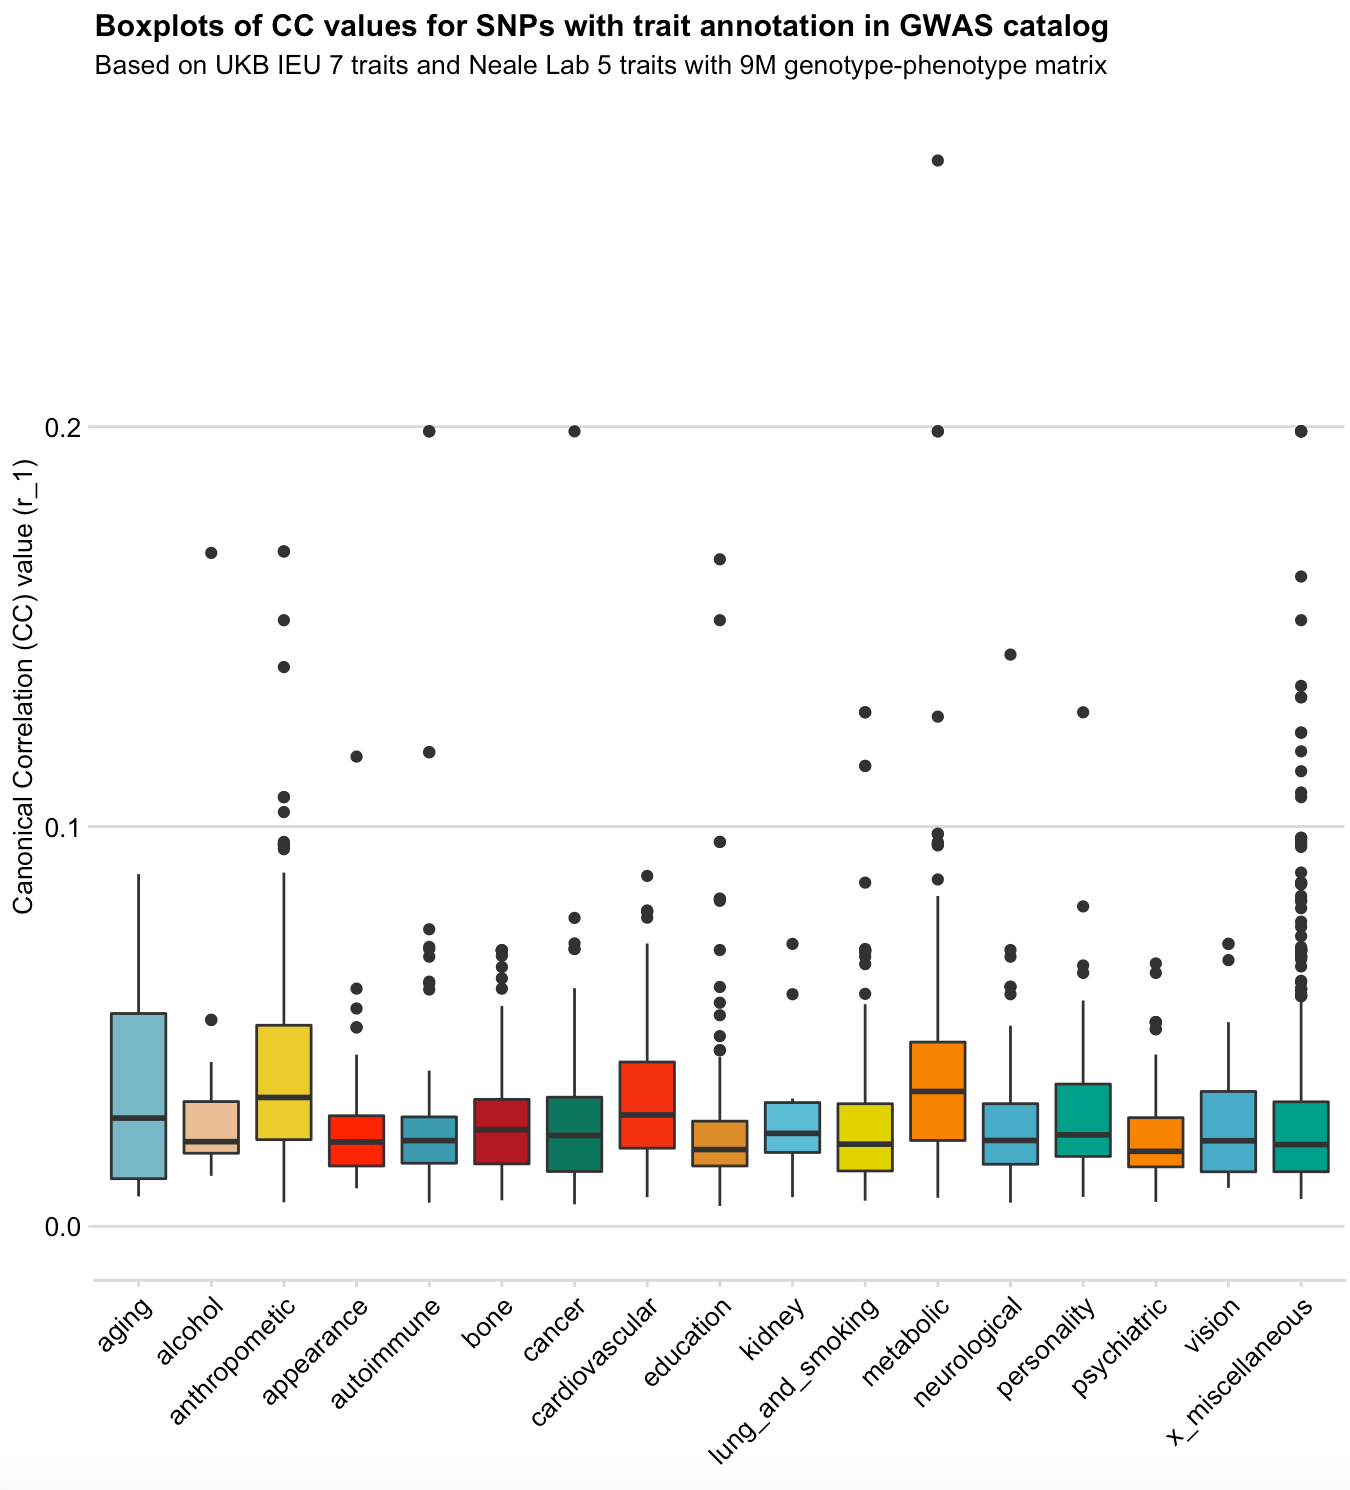 Boxplots of CC values for SNPs with trait annotation in GWAS catalog
Based on UKB IEU 7 traits and Neale Lab 5 traits with 9M genotype-phenotype matrix
Canonical Correlation (CC) value (r_1)
0.2
0.1
0.0
aging
alcohol
anthropometic
appearance
autoimmune
bone
cancer
cardiovascular
education
kidney
lung_and_smoking
metabolic
neurological
personality
psychiatric
vision
x_miscellaneous